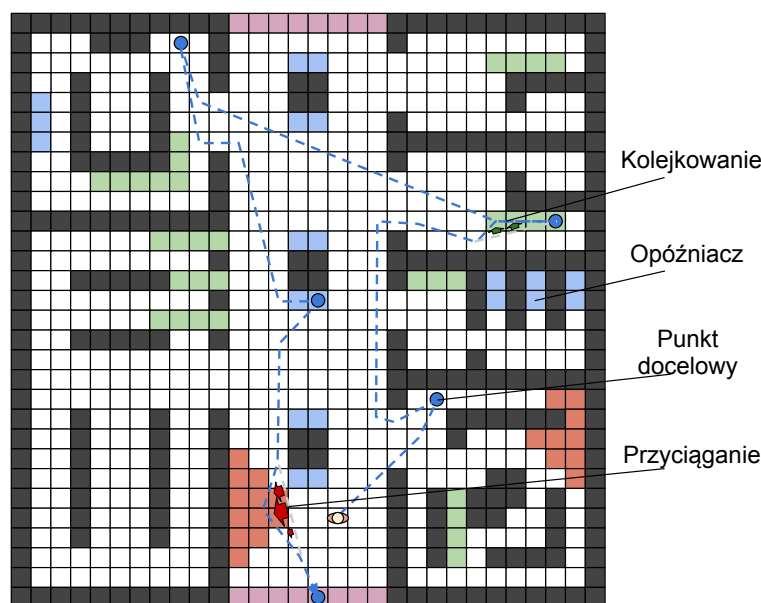 Kolejkowanie
Opóźniacz
Punkt
docelowy
Przyciąganie